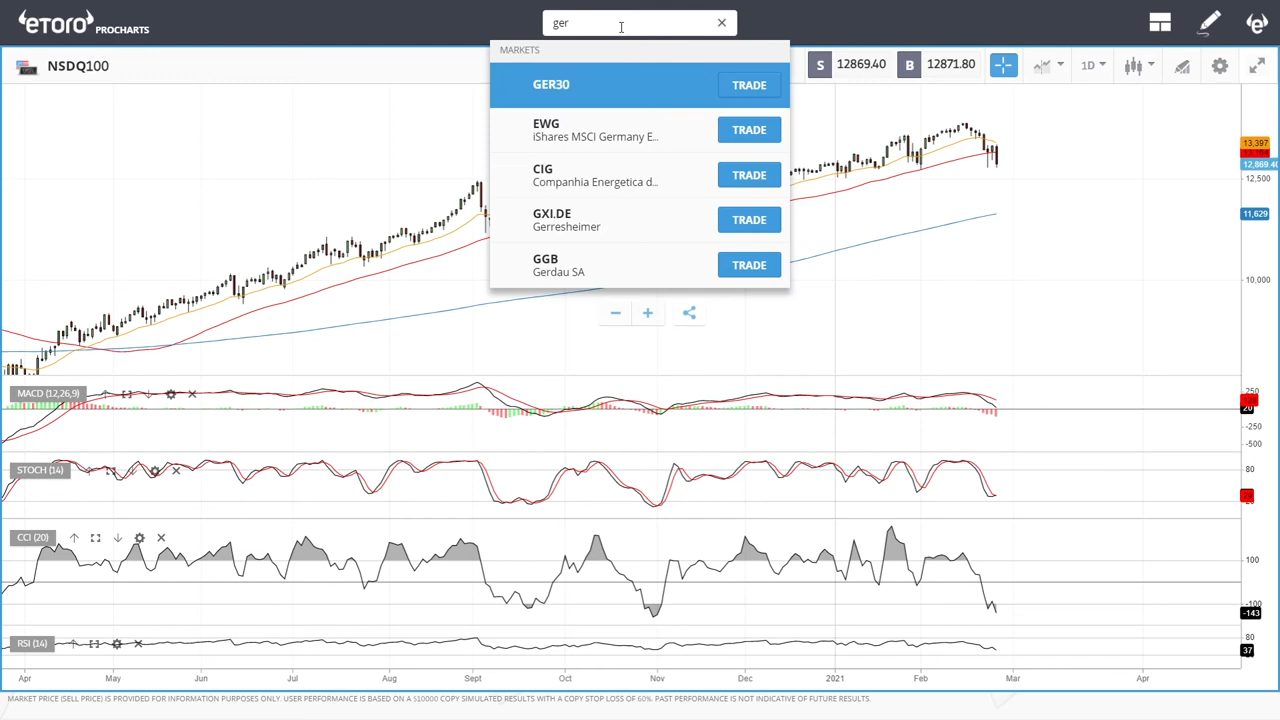 eToro PROCHARTS
ger
NSDQ100
MARKETS
GER30 TRADE
EWG
iShares MSCI Germany E... TRADE
CIG
Companhia Energetica d... TRADE
GXI.DE
Gerresheimer TRADE
GGB
Gerdau SA TRADE
S 12869.40 B 12871.80 1D
13,397
12,869.40
12,500
11,629
10,000
MACD (12,26,9)
250
20
-250
-500
STOCH (14)
80
CCI (20)
100
-100
-143
RSI (14)
80
37
Apr May Jun Jul Aug Sept Oct Nov Dec 2021 Feb Mar Apr
MARKET PRICE (SELL PRICE) IS PROVIDED FOR INFORMATION PURPOSES ONLY. USER PERFORMANCE IS BASED ON A $10000 COPY SIMULATED RESULTS WITH A COPY STOP LOSS OF 60%. PAST PERFORMANCE IS NOT INDICATIVE OF FUTURE RESULTS.